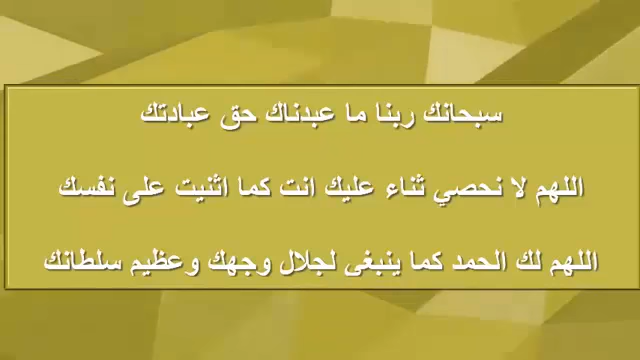 سبحانك ربنا ما عبدناك حق عبادتك
اللهم لا نحصي ثناء عليك انت كما اثنيت على نفسك
اللهم لك الحمد كما ينبغى لجلال وجهك وعظيم سلطانك